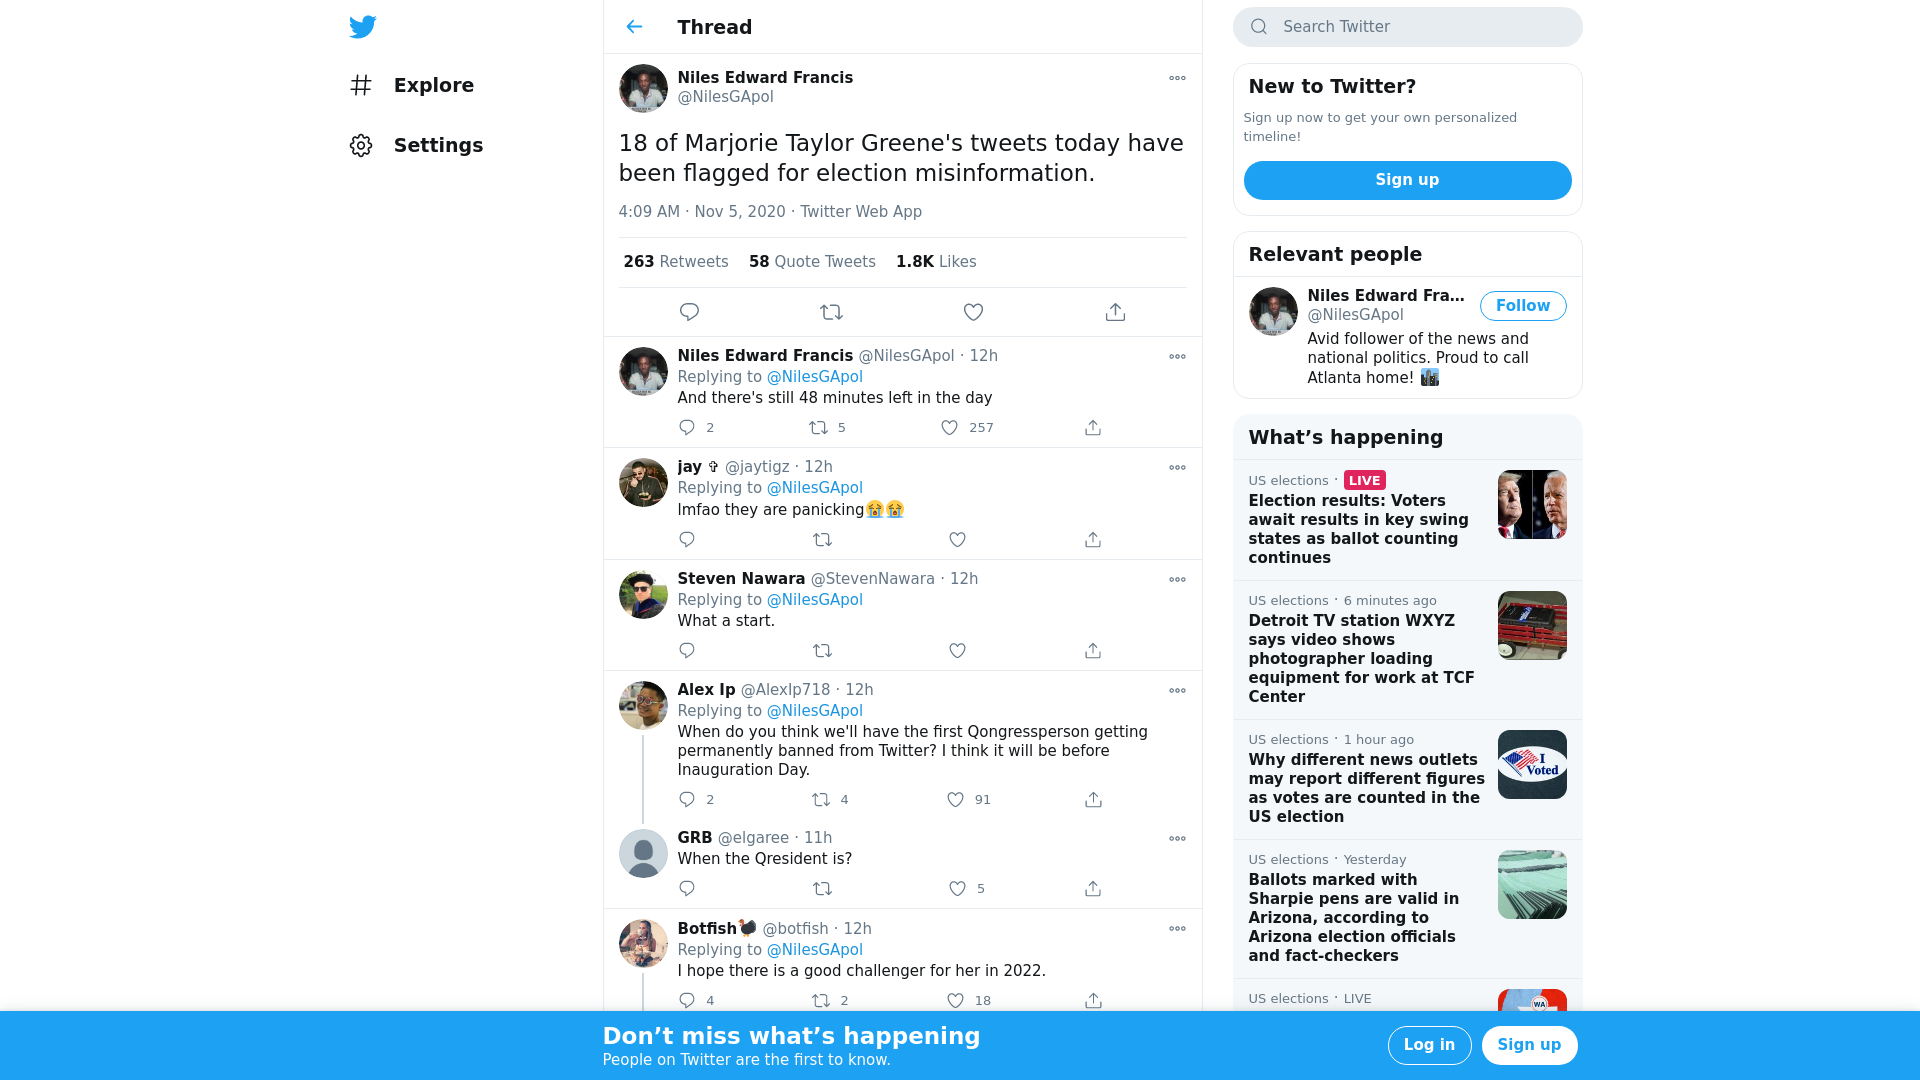 Explore
Settings
Thread
Niles Edward Francis
@NilesGApol
18 of Marjorie Taylor Greene's tweets today have
been flagged for election misinformation.
4:09 AM · Nov 5, 2020 · Twitter Web App
263 Retweets 58 Quote Tweets 1.8K Likes
Niles Edward Francis @NilesGApol · 12h
Replying to @NilesGApol
And there's still 48 minutes left in the day
2 5 257
jay ✞ @jaytigz · 12h
Replying to @NilesGApol
lmfao they are panicking😭😭
Steven Nawara @StevenNawara · 12h
Replying to @NilesGApol
What a start.
Alex Ip @AlexIp718 · 12h
Replying to @NilesGApol
When do you think we'll have the first Qongressperson getting
permanently banned from Twitter? I think it will be before
Inauguration Day.
2 4 91
GRB @elgaree · 11h
When the Qresident is?
5
Botfish🦃 @botfish · 12h
Replying to @NilesGApol
I hope there is a good challenger for her in 2022.
4 2 18
Search Twitter
New to Twitter?
Sign up now to get your own personalized
timeline!
Sign up
Relevant people
Niles Edward Fra...
@NilesGApol
Follow
Avid follower of the news and
national politics. Proud to call
Atlanta home! 🌃
What's happening
US elections · LIVE
Election results: Voters
await results in key swing
states as ballot counting
continues
US elections · 6 minutes ago
Detroit TV station WXYZ
says video shows
photographer loading
equipment for work at TCF
Center
US elections · 1 hour ago
Why different news outlets
may report different figures
as votes are counted in the
US election
I
Voted
US elections · Yesterday
Ballots marked with
Sharpie pens are valid in
Arizona, according to
Arizona election officials
and fact-checkers
US elections · LIVE
WA
Don't miss what's happening
People on Twitter are the first to know.
Log in
Sign up